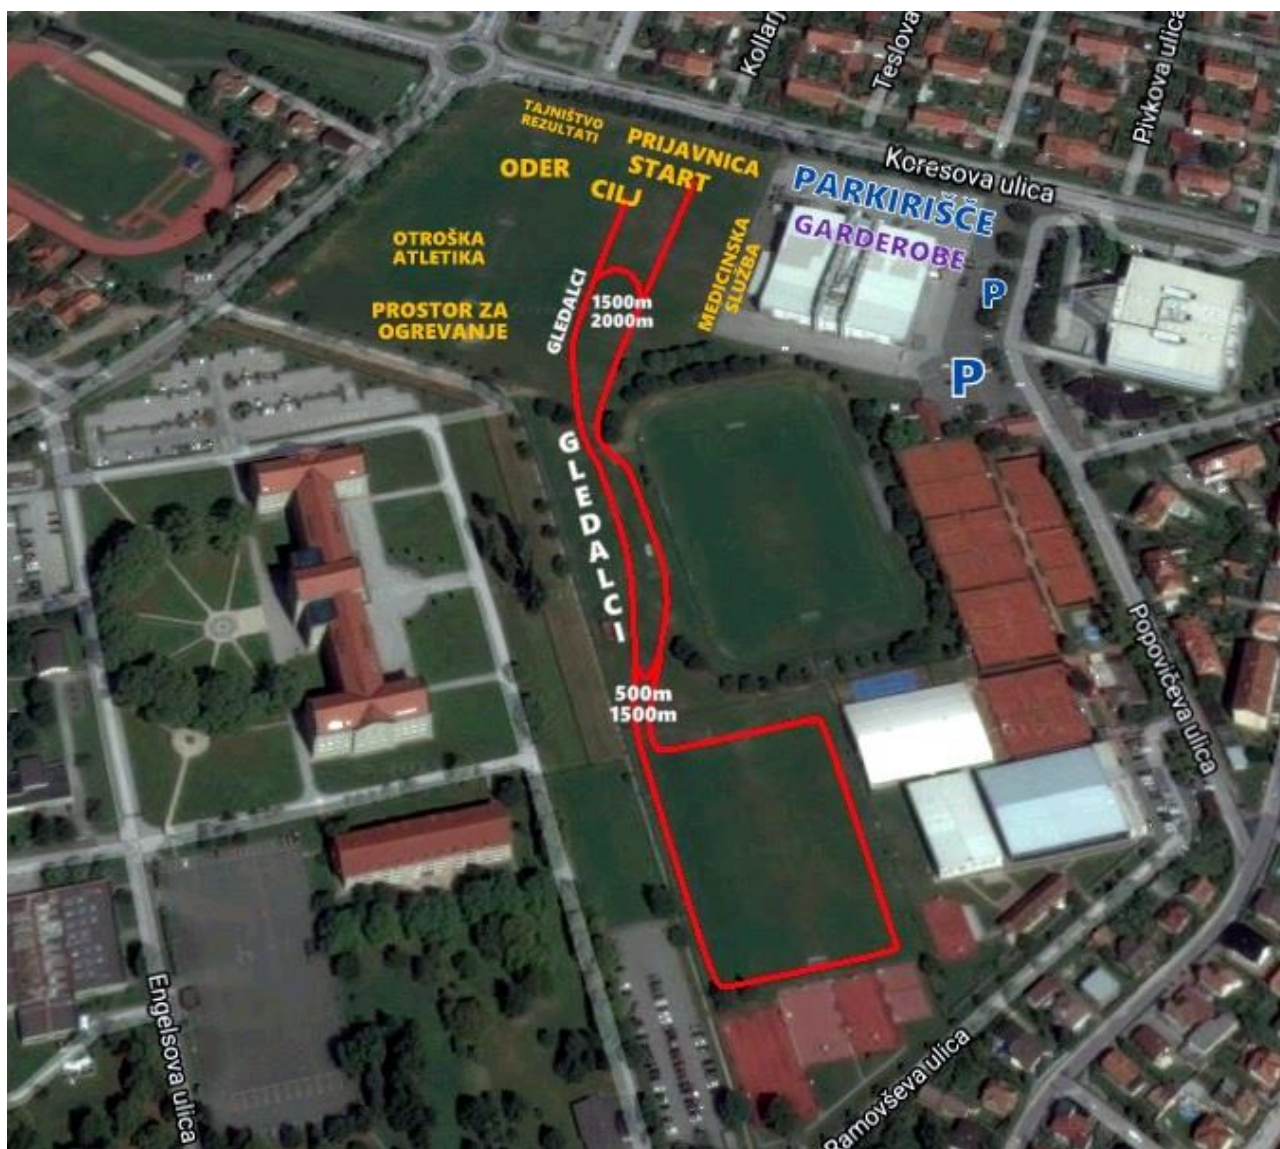 Kollarj
Teslova
Pivkova ulica
TAJNIŠTVO
REZULTATI
PRIJAVNICA
ODER
START
CILJ
Koresova ulica
PARKIRIŠČE
GARDEROBE
OTROŠKA
ATLETIKA
MEDICINSKA
SLUŽBA
GLEDALCI
1500m
2000m
P
PROSTOR ZA
OGREVANJE
P
GLEDALCI
500m
1500m
Popovičeva ulica
Engelsova ulica
Ramovševa ulica